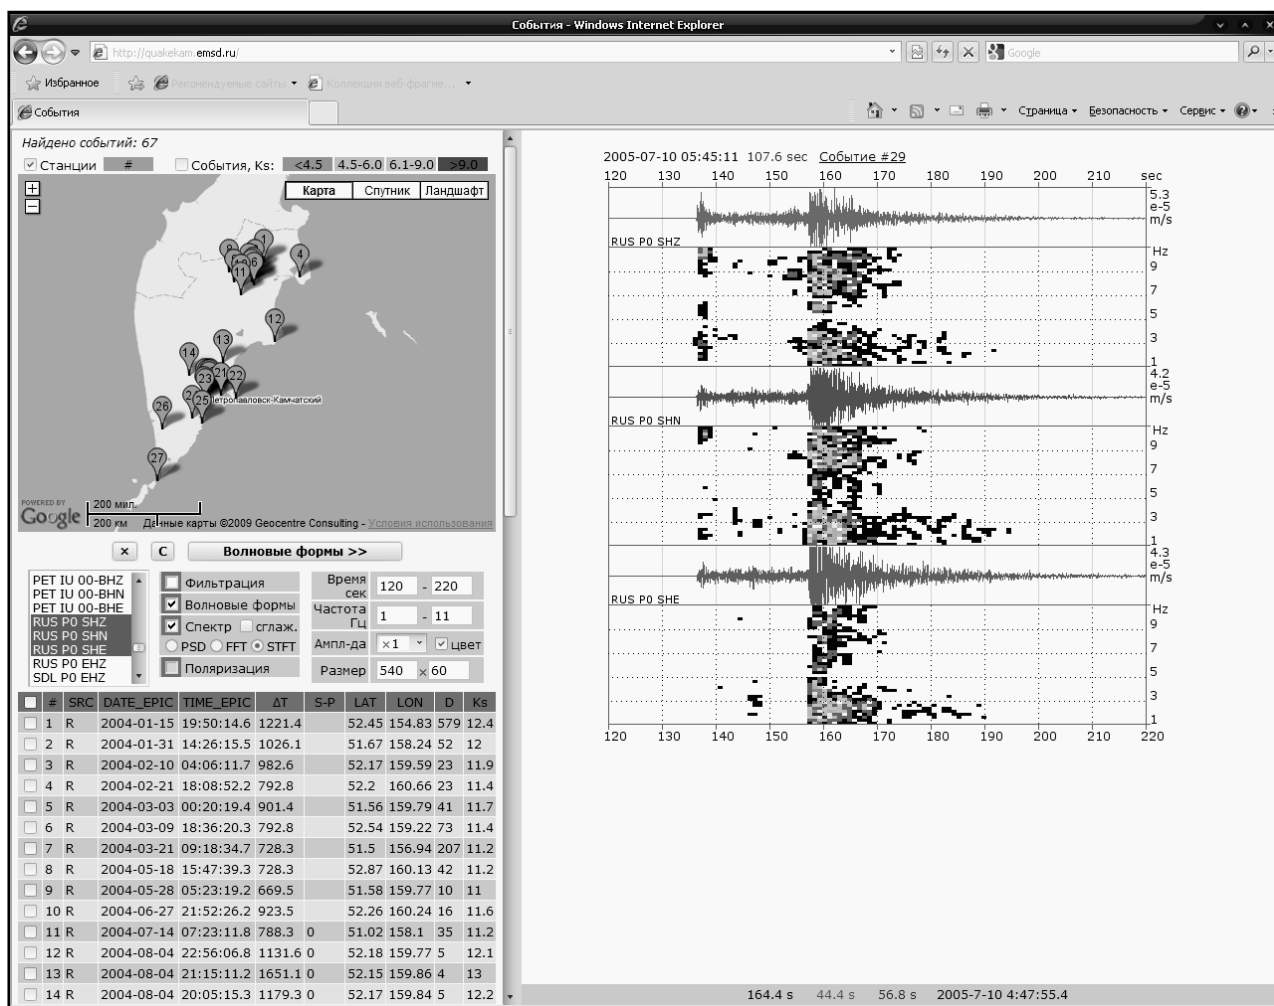 События - Windows Internet Explorer
http://quakekam.emsd.ru/
Google
Избранное
Рекомендуемые сайты
Коллекция веб-фрагме...
События
Страница
Безопасность
Сервис
Найдено событий: 67
Станции # События, Ks: <4.5 4.5-6.0 6.1-9.0 >9.0
+ Карта Спутник Ландшафт
−
1
8
4
6
11
12
13
14
21 22
23
25
26
27
етропавловск-Камчатский
POWERED BY
Google
200 мил.
200 км
Данные карты ©2009 Geocentre Consulting - Условия использования
× C Волновые формы >>
PET IU 00-BHZ
PET IU 00-BHN
PET IU 00-BHE
RUS P0 SHZ
RUS P0 SHN
RUS P0 SHE
RUS P0 EHZ
SDL P0 EHZ
Фильтрация
Волновые формы
Спектр сглаж.
PSD FFT STFT
Поляризация
Время сек 120 - 220
Частота Гц 1 - 11
Ампл-да ×1 цвет
Размер 540 × 60
# SRC DATE_EPIC TIME_EPIC ΔT S-P LAT LON D Ks
1 R 2004-01-15 19:50:14.6 1221.4 52.45 154.83 579 12.4
2 R 2004-01-31 14:26:15.5 1026.1 51.67 158.24 52 12
3 R 2004-02-10 04:06:11.7 982.6 52.17 159.59 23 11.9
4 R 2004-02-21 18:08:52.2 792.8 52.2 160.66 23 11.4
5 R 2004-03-03 00:20:19.4 901.4 51.56 159.79 41 11.7
6 R 2004-03-09 18:36:20.3 792.8 52.54 159.22 73 11.4
7 R 2004-03-21 09:18:34.7 728.3 51.5 156.94 207 11.2
8 R 2004-05-18 15:47:39.3 728.3 52.87 160.13 42 11.2
9 R 2004-05-28 05:23:19.2 669.5 51.58 159.77 10 11
10 R 2004-06-27 21:52:26.2 923.5 52.26 160.24 16 11.6
11 R 2004-07-14 07:23:11.8 788.3 0 51.02 158.1 35 11.2
12 R 2004-08-04 22:56:06.8 1131.6 0 52.18 159.77 5 12.1
13 R 2004-08-04 21:15:11.2 1651.1 0 52.15 159.86 4 13
14 R 2004-08-04 20:05:15.3 1179.3 0 52.17 159.84 5 12.2
2005-07-10 05:45:11 107.6 sec Событие #29
120 130 140 150 160 170 180 190 200 210 sec
5.3
e-5
m/s
RUS P0 SHZ
Hz
9
7
5
3
1
4.2
e-5
m/s
RUS P0 SHN
Hz
9
7
5
3
1
4.3
e-5
m/s
RUS P0 SHE
Hz
9
7
5
3
1
120 130 140 150 160 170 180 190 200 210 220
164.4 s 44.4 s 56.8 s 2005-7-10 4:47:55.4